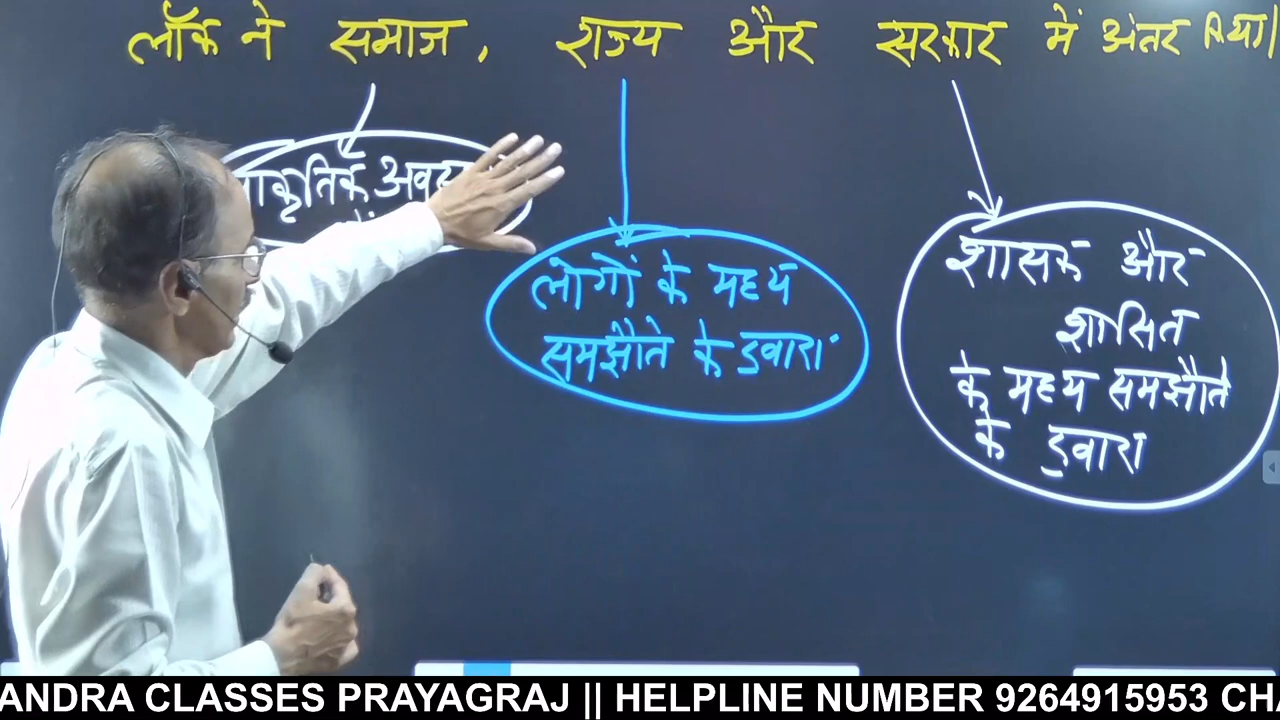 लॉक ने समाज, राज्य और सरकार में अंतर किया।
लोगों के मध्य
समझौते के द्वारा
शासक और
शासित
के मध्य समझौते
के द्वारा
ANDRA CLASSES PRAYAGRAJ || HELPLINE NUMBER 9264915953 CHA